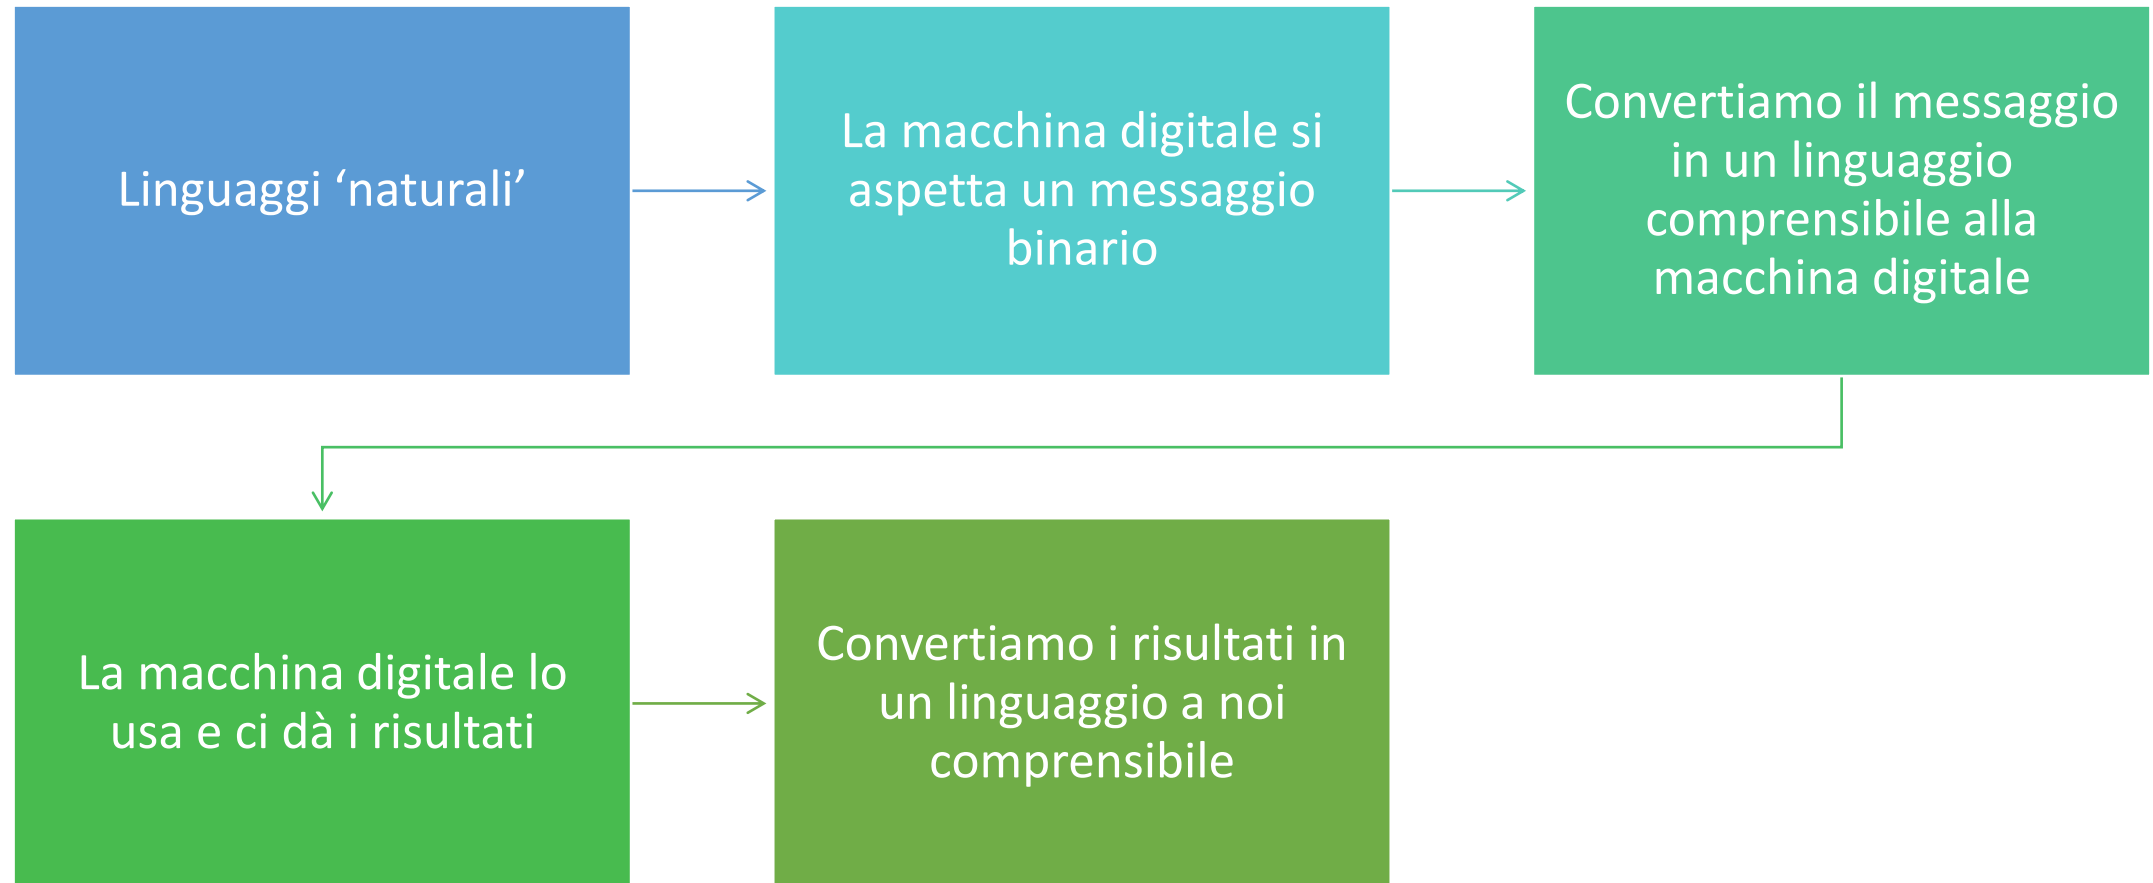 Linguaggi ‘naturali’
La macchina digitale si
aspetta un messaggio
binario
Convertiamo il messaggio
in un linguaggio
comprensibile alla
macchina digitale
La macchina digitale lo
usa e ci dà i risultati
Convertiamo i risultati in
un linguaggio a noi
comprensibile